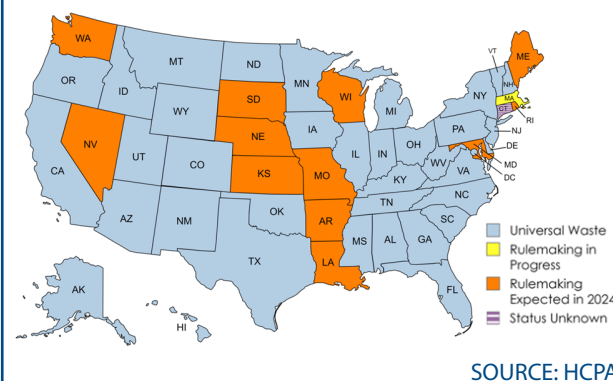 WA
MT
ND
MN
VT
ME
OR
ID
SD
WI
NY
NH
MA
CT
RI
WY
MI
NV
NE
IA
PA
NJ
UT
CO
IL
IN
OH
DE
CA
KS
MO
WV
VA
MD
DC
KY
AZ
NM
OK
AR
TN
NC
SC
TX
LA
MS
AL
GA
FL
AK
HI
Universal Waste
Rulemaking in
Progress
Rulemaking
Expected in 2024
Status Unknown
SOURCE: HCPA